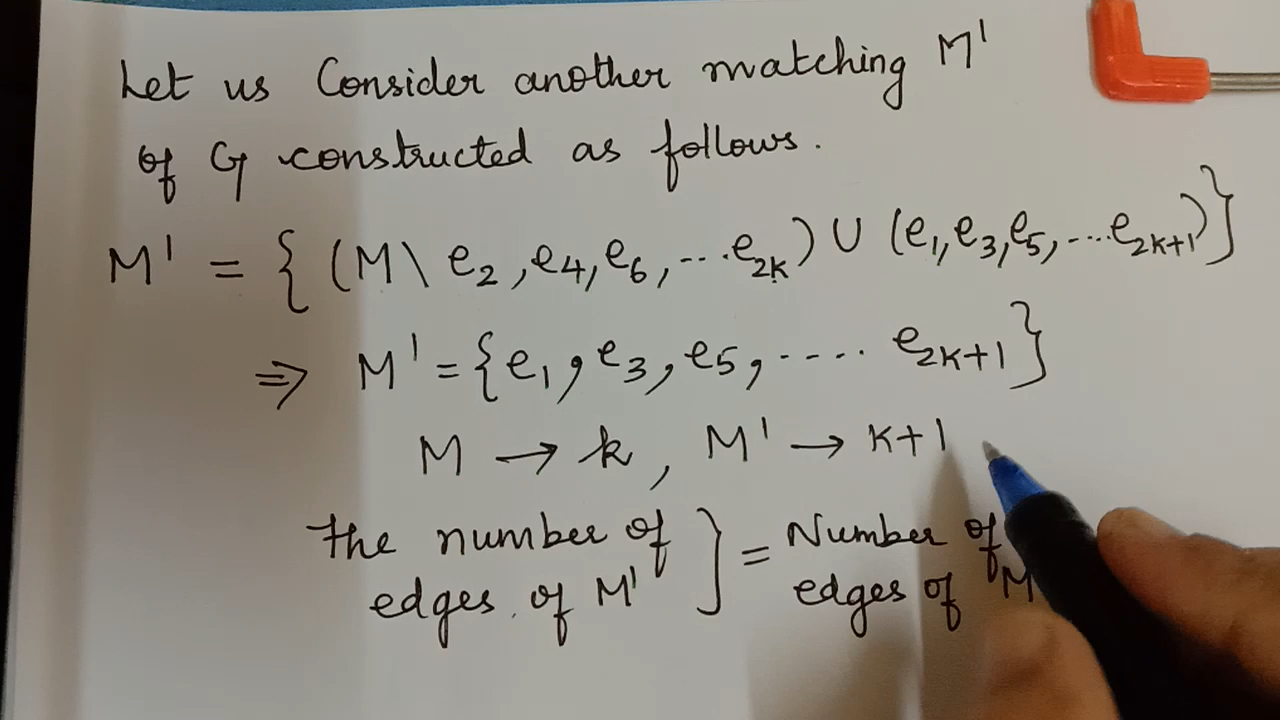 Let us Consider another matching M'
of G constructed as follows.
M' = { (M \ e₂, e₄, e₆, ... e₂ₖ) ∪ (e₁, e₃, e₅, ... e₂ₖ₊₁) }
⇒ M' = { e₁, e₃, e₅, .... e₂ₖ₊₁ }
M → k, M' → k+1
the number of edges of M' } = Number of edges of M